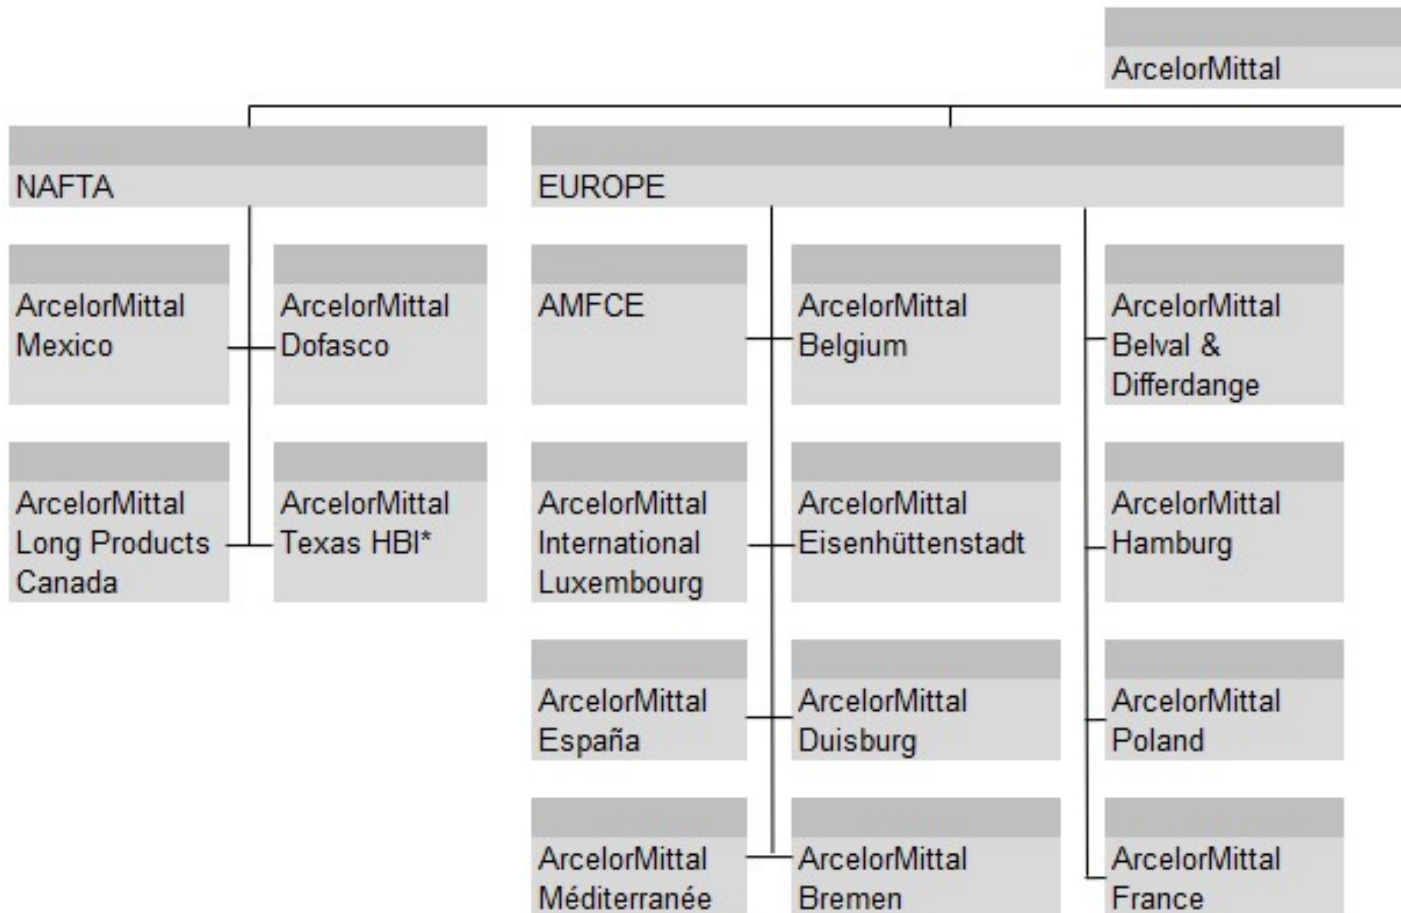 ArcelorMittal
NAFTA
EUROPE
ArcelorMittal
Mexico
ArcelorMittal
Dofasco
AMFCE
ArcelorMittal
Belgium
ArcelorMittal
Belval &
Differdange
ArcelorMittal
Long Products
Canada
ArcelorMittal
Texas HBI*
ArcelorMittal
International
Luxembourg
ArcelorMittal
Eisenhüttenstadt
ArcelorMittal
Hamburg
ArcelorMittal
España
ArcelorMittal
Duisburg
ArcelorMittal
Poland
ArcelorMittal
Méditerranée
ArcelorMittal
Bremen
ArcelorMittal
France